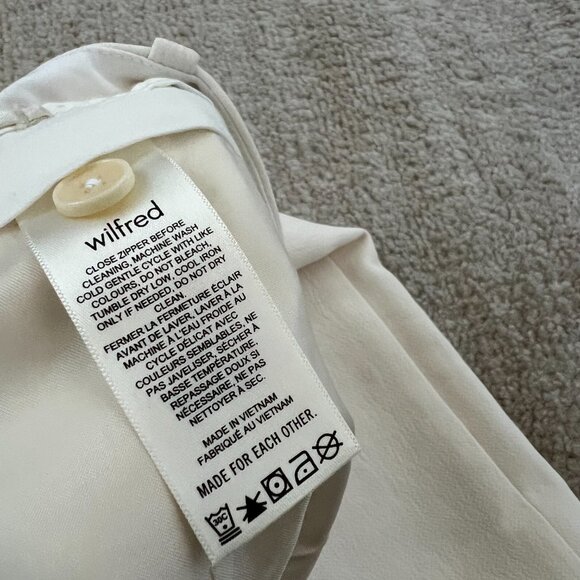 wilfred
CLOSE ZIPPER BEFORE
CLEANING, MACHINE WASH
COLD GENTLE CYCLE WITH LIKE
COLOURS, DO NOT BLEACH,
TUMBLE DRY LOW, COOL IRON
ONLY IF NEEDED, DO NOT DRY
CLEAN.
FERMER LA FERMETURE ÉCLAIR
AVANT DE LAVER, LAVER À LA
MACHINE À L'EAU FROIDE AU
CYCLE DÉLICAT AVEC
COULEURS SEMBLABLES, NE
PAS JAVELISER, SÉCHER À
BASSE TEMPÉRATURE
REPASSAGE DOUX SI
NÉCESSAIRE, NE PAS
NETTOYER À SEC.
MADE IN VIETNAM
FABRIQUÉ AU VIETNAM
MADE FOR EACH OTHER.
30C